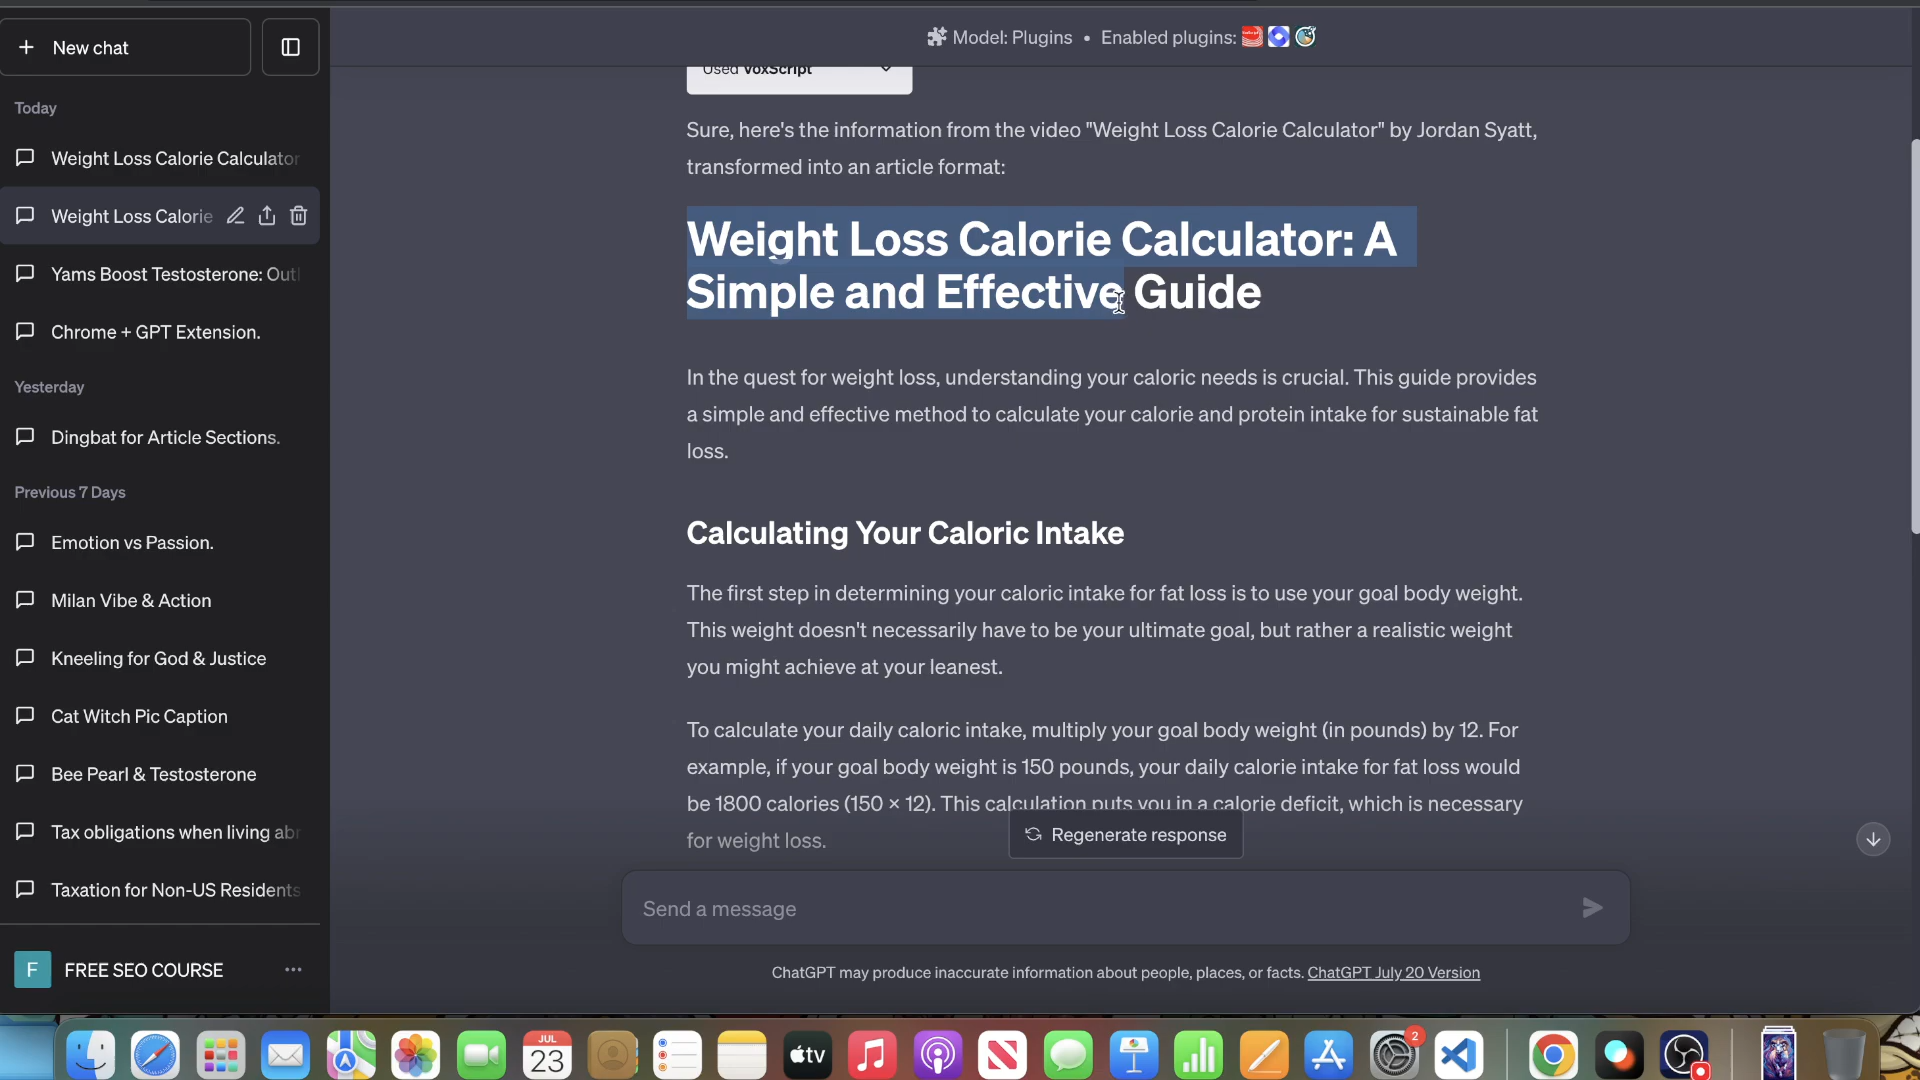 New chat
Model: Plugins • Enabled plugins:
Today
Weight Loss Calorie Calculator
Weight Loss Calorie
Yams Boost Testosterone: Out
Chrome + GPT Extension.
Yesterday
Dingbat for Article Sections.
Previous 7 Days
Emotion vs Passion.
Milan Vibe & Action
Kneeling for God & Justice
Cat Witch Pic Caption
Bee Pearl & Testosterone
Tax obligations when living abr
Taxation for Non-US Residents
F FREE SEO COURSE
Used VoxScript
Sure, here's the information from the video "Weight Loss Calorie Calculator" by Jordan Syatt,
transformed into an article format:
Weight Loss Calorie Calculator: A
Simple and Effective Guide
In the quest for weight loss, understanding your caloric needs is crucial. This guide provides
a simple and effective method to calculate your calorie and protein intake for sustainable fat
loss.
Calculating Your Caloric Intake
The first step in determining your caloric intake for fat loss is to use your goal body weight.
This weight doesn't necessarily have to be your ultimate goal, but rather a realistic weight
you might achieve at your leanest.
To calculate your daily caloric intake, multiply your goal body weight (in pounds) by 12. For
example, if your goal body weight is 150 pounds, your daily calorie intake for fat loss would
be 1800 calories (150 × 12). This calculation puts you in a calorie deficit, which is necessary
for weight loss.
Regenerate response
Send a message
ChatGPT may produce inaccurate information about people, places, or facts. ChatGPT July 20 Version
JUL
23
tv
2